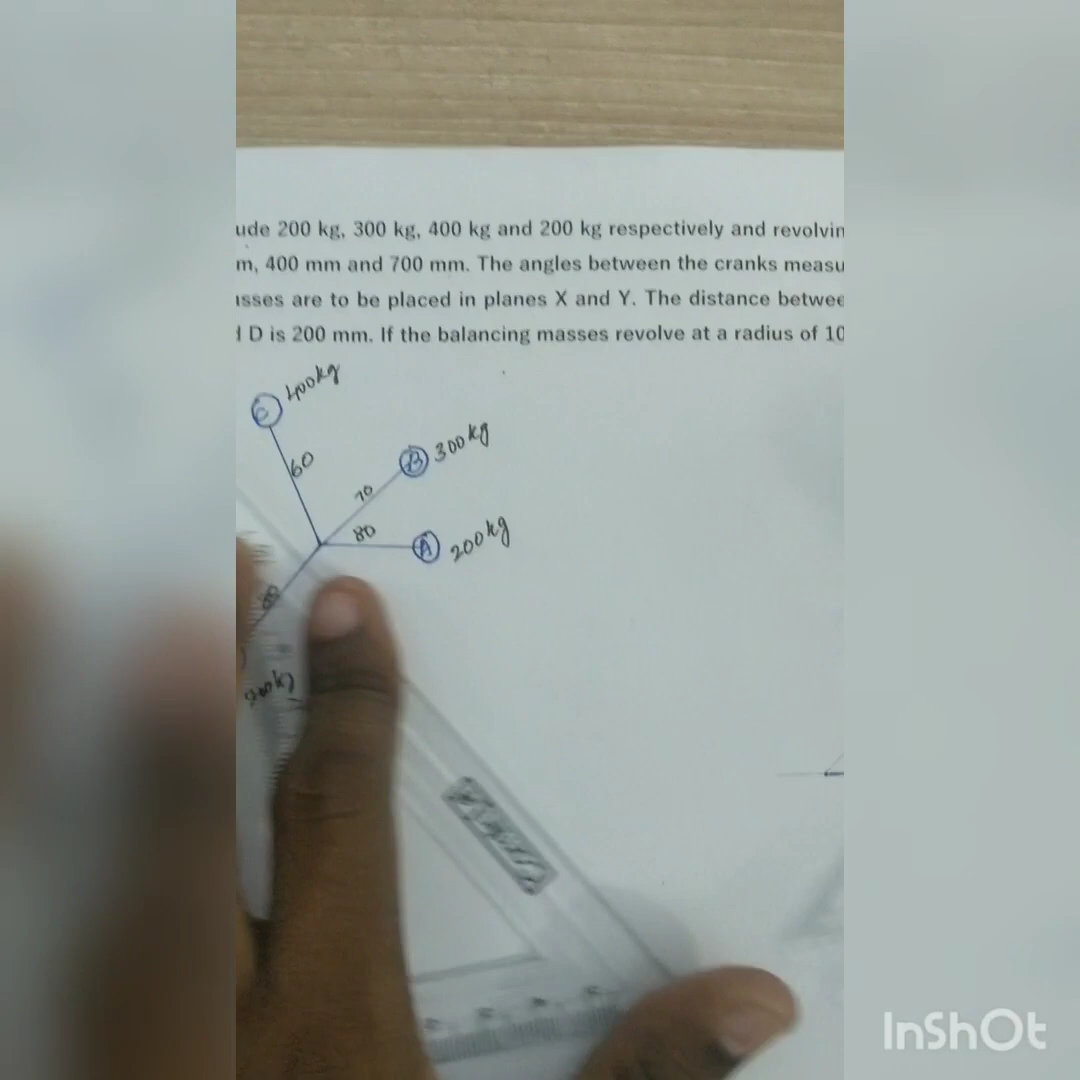 ude 200 kg, 300 kg, 400 kg and 200 kg respectively and revolvin
m, 400 mm and 700 mm. The angles between the cranks measu
sses are to be placed in planes X and Y. The distance betwee
D is 200 mm. If the balancing masses revolve at a radius of 10
C 400kg
60
B 300kg
70
80
A 200kg
80
InShOt